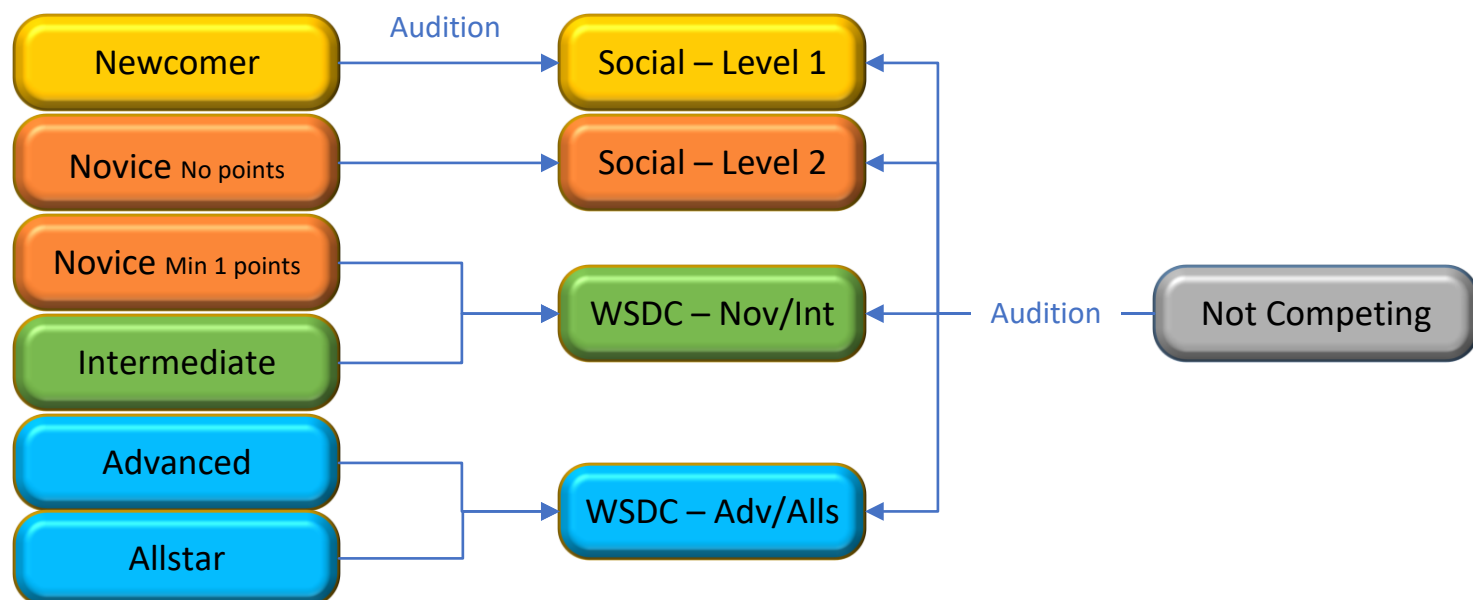 Newcomer
Audition
Social – Level 1
Novice No points
Social – Level 2
Novice Min 1 points
Intermediate
WSDC – Nov/Int
Audition
Not Competing
Advanced
Allstar
WSDC – Adv/Alls